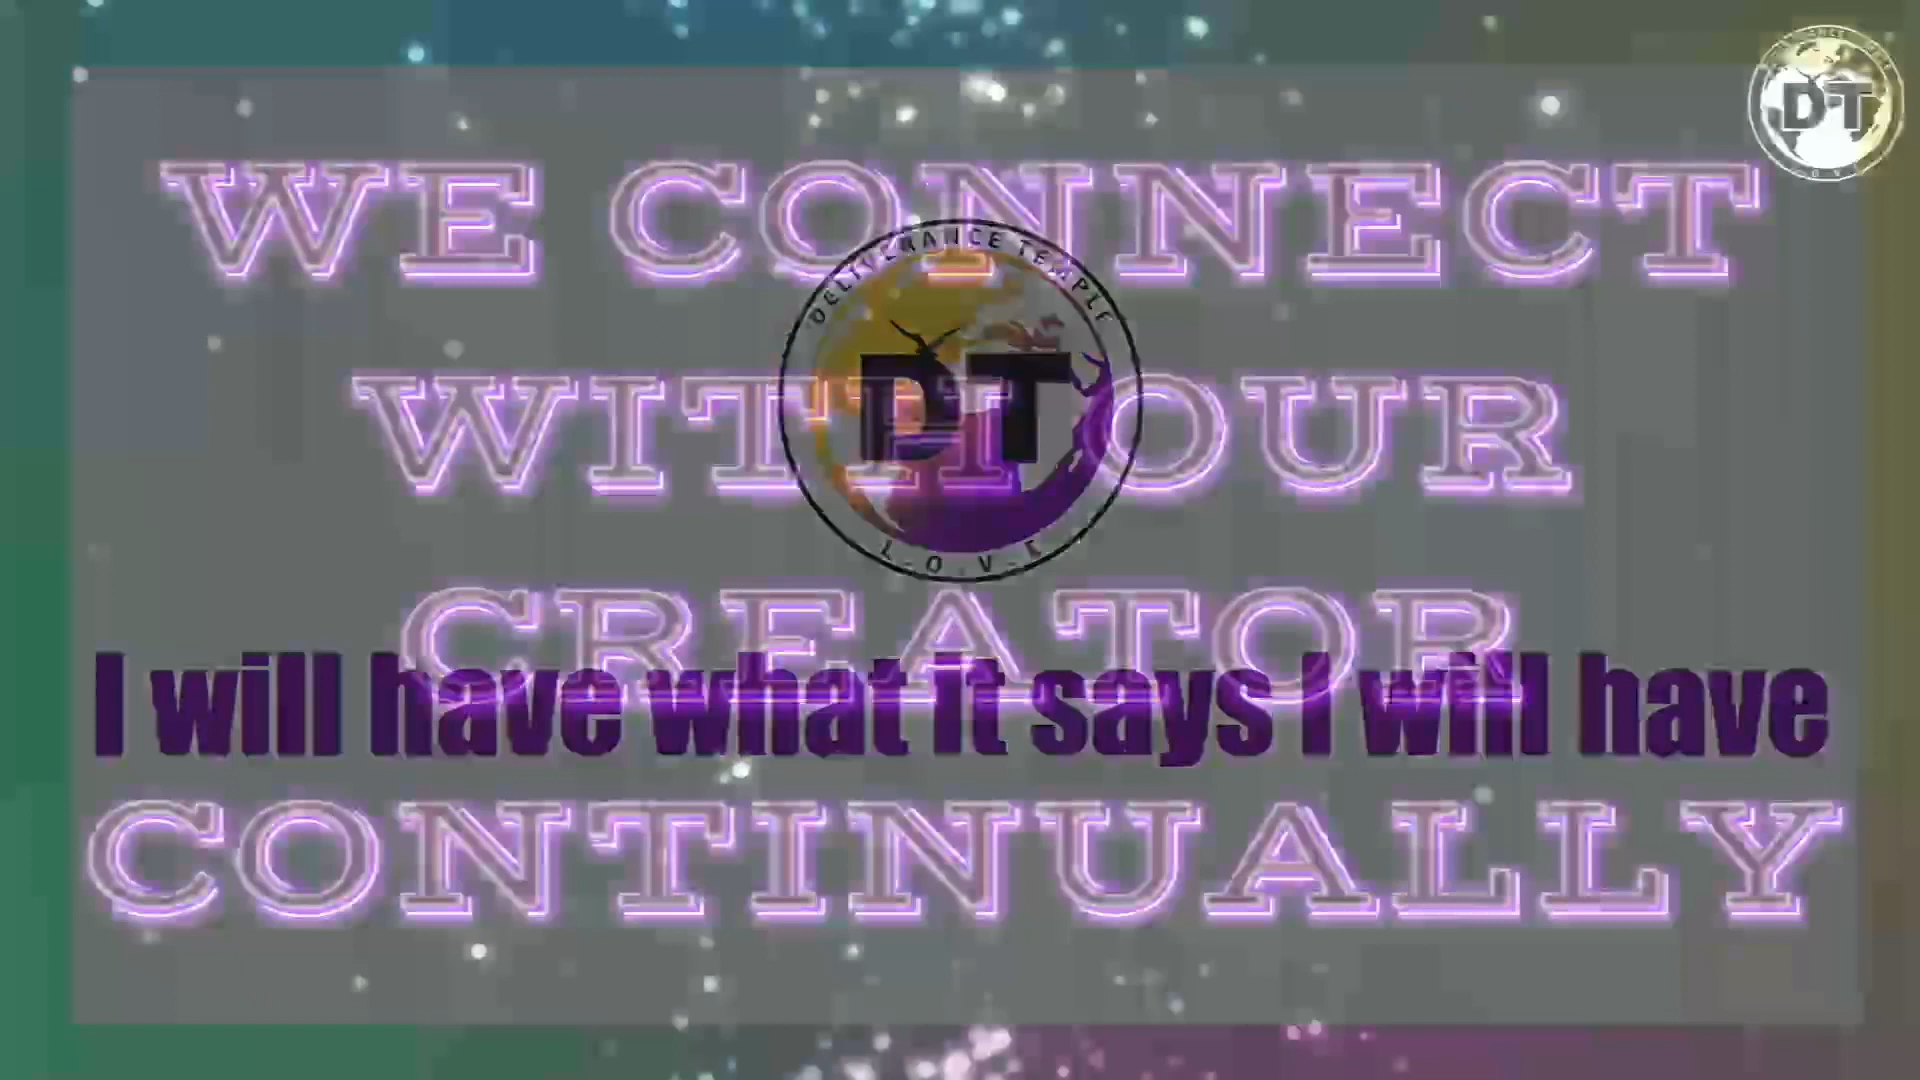 WE CONNECT
DELIVERANCE TEMPLE
DT
WITH OUR
L.O.V.E
CREATOR
I will have what it says I will have
CONTINUALLY
DT